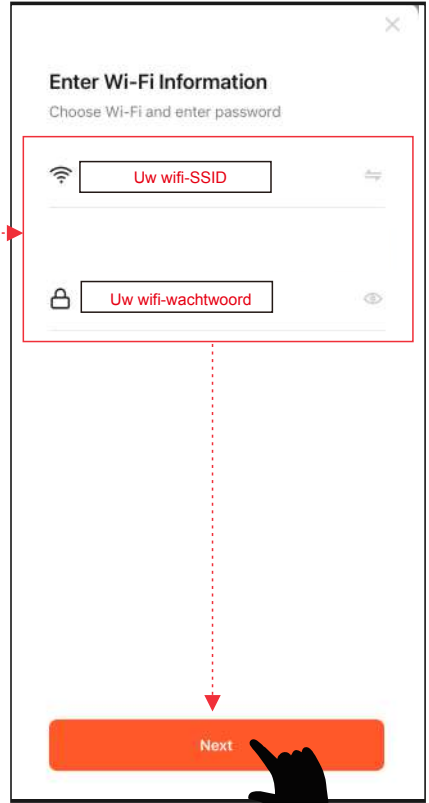 Enter Wi-Fi Information
Choose Wi-Fi and enter password
Uw wifi-SSID
Uw wifi-wachtwoord
Next